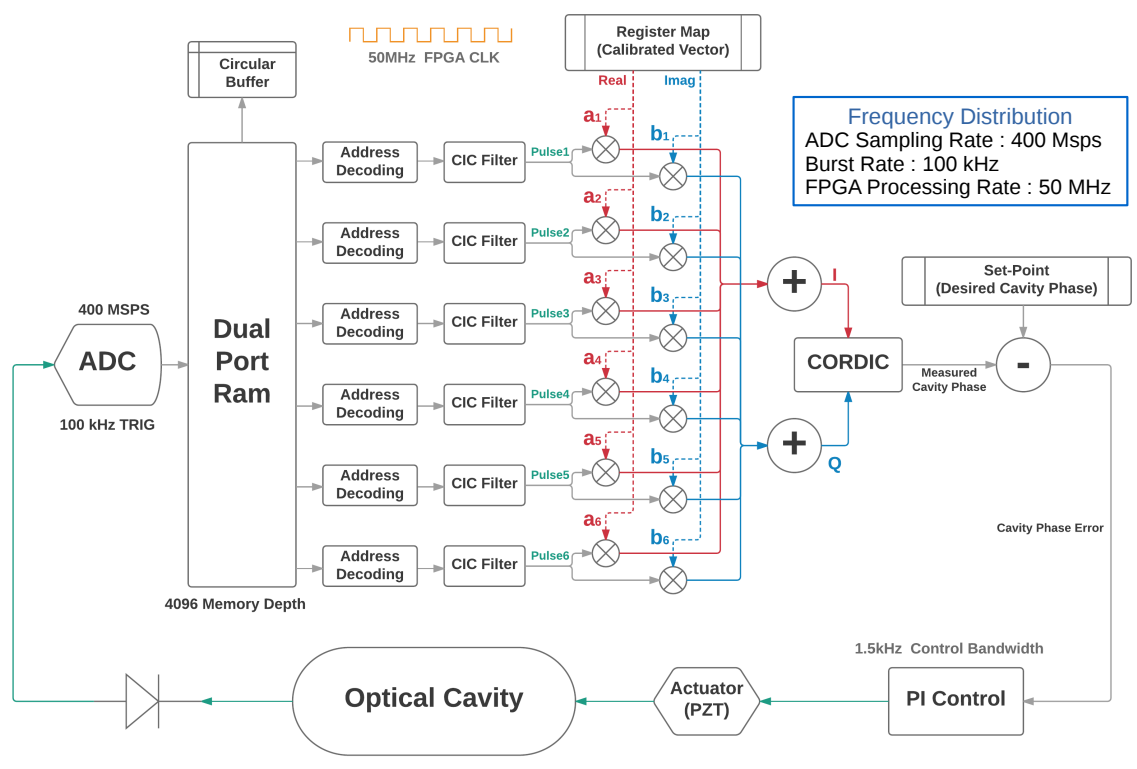 Register Map
(Calibrated Vector)
Circular
Buffer
50MHz FPGA CLK
Real
Imag
Frequency Distribution
ADC Sampling Rate : 400 Msps
Burst Rate : 100 kHz
FPGA Processing Rate : 50 MHz
a1
b1
Address
Decoding
CIC Filter
Pulse1
a2
b2
Address
Decoding
CIC Filter
Pulse2
a3
b3
Address
Decoding
CIC Filter
Pulse3
a4
b4
Address
Decoding
CIC Filter
Pulse4
a5
b5
Address
Decoding
CIC Filter
Pulse5
a6
b6
Address
Decoding
CIC Filter
Pulse6
400 MSPS
ADC
100 kHz TRIG
Dual
Port
Ram
4096 Memory Depth
+
I
+
Q
CORDIC
Set-Point
(Desired Cavity Phase)
Measured
Cavity Phase
-
Cavity Phase Error
1.5kHz Control Bandwidth
PI Control
Actuator
(PZT)
Optical Cavity